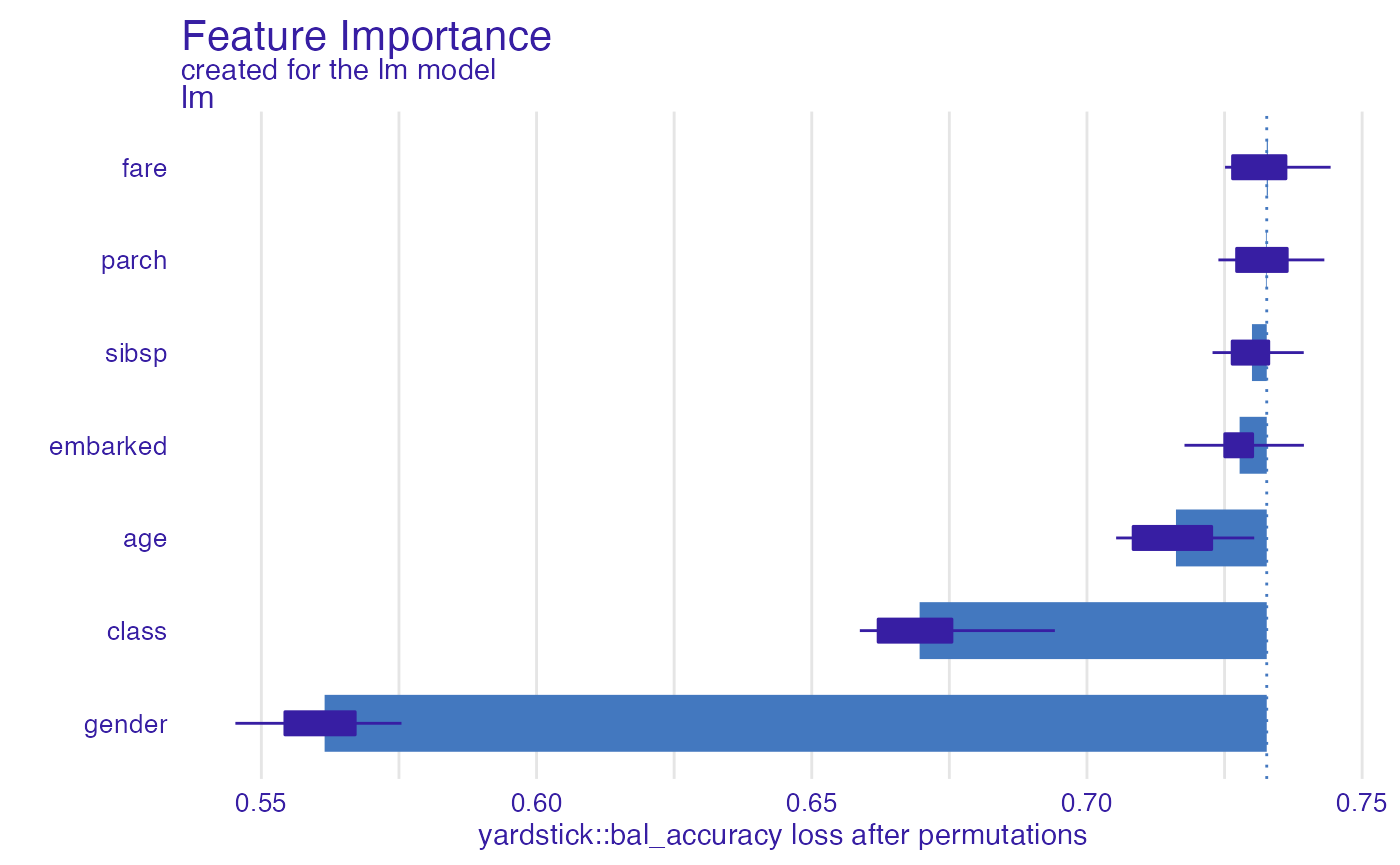 Feature Importance
created for the lm model
lm
fare
parch
sibsp
embarked
age
class
gender
0.55 0.60 0.65 0.70 0.75
yardstick::bal_accuracy loss after permutations